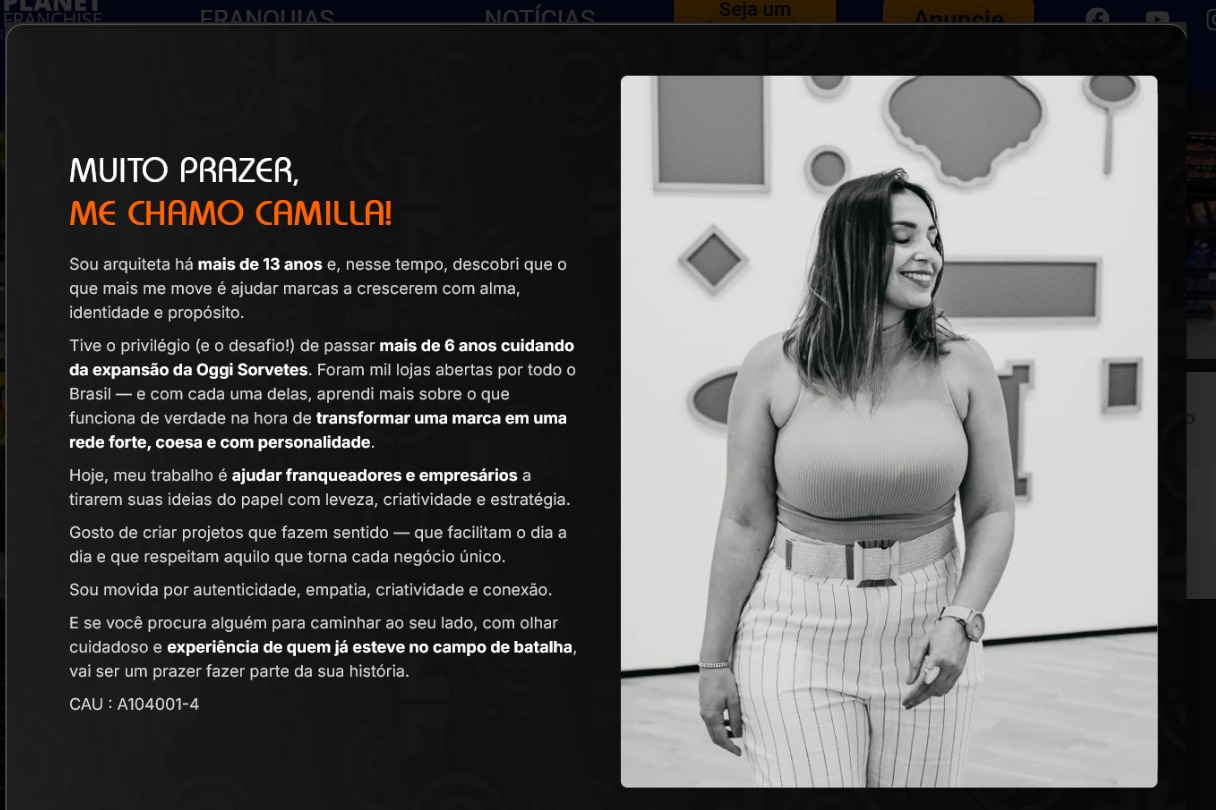 PLANET
FRANCHISE
FRANQUIAS
NOTÍCIAS
Seja um
Anuncie
MUITO PRAZER,
ME CHAMO CAMILLA!
Sou arquiteta há mais de 13 anos e, nesse tempo, descobri que o
que mais me move é ajudar marcas a crescerem com alma,
identidade e propósito.
Tive o privilégio (e o desafio!) de passar mais de 6 anos cuidando
da expansão da Oggi Sorvetes. Foram mil lojas abertas por todo o
Brasil — e com cada uma delas, aprendi mais sobre o que
funciona de verdade na hora de transformar uma marca em uma
rede forte, coesa e com personalidade.
Hoje, meu trabalho é ajudar franqueadores e empresários a
tirarem suas ideias do papel com leveza, criatividade e estratégia.
Gosto de criar projetos que fazem sentido — que facilitam o dia a
dia e que respeitam aquilo que torna cada negócio único.
Sou movida por autenticidade, empatia, criatividade e conexão.
E se você procura alguém para caminhar ao seu lado, com olhar
cuidadoso e experiência de quem já esteve no campo de batalha,
vai ser um prazer fazer parte da sua história.
CAU : A104001-4